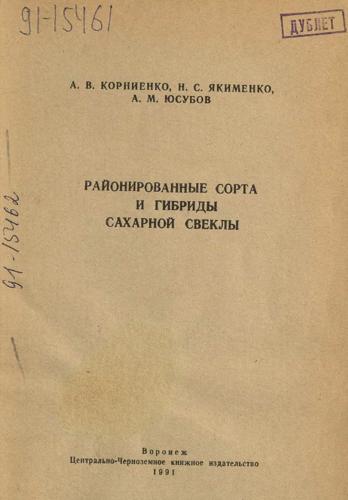 91-15461
ДУБЛЕТ
А. В. КОРНИЕНКО, Н. С. ЯКИМЕНКО,
А. М. ЮСУБОВ
РАЙОНИРОВАННЫЕ СОРТА
И ГИБРИДЫ
САХАРНОЙ СВЕКЛЫ
91-15462
Воронеж
Центрально-Черноземное книжное издательство
1991